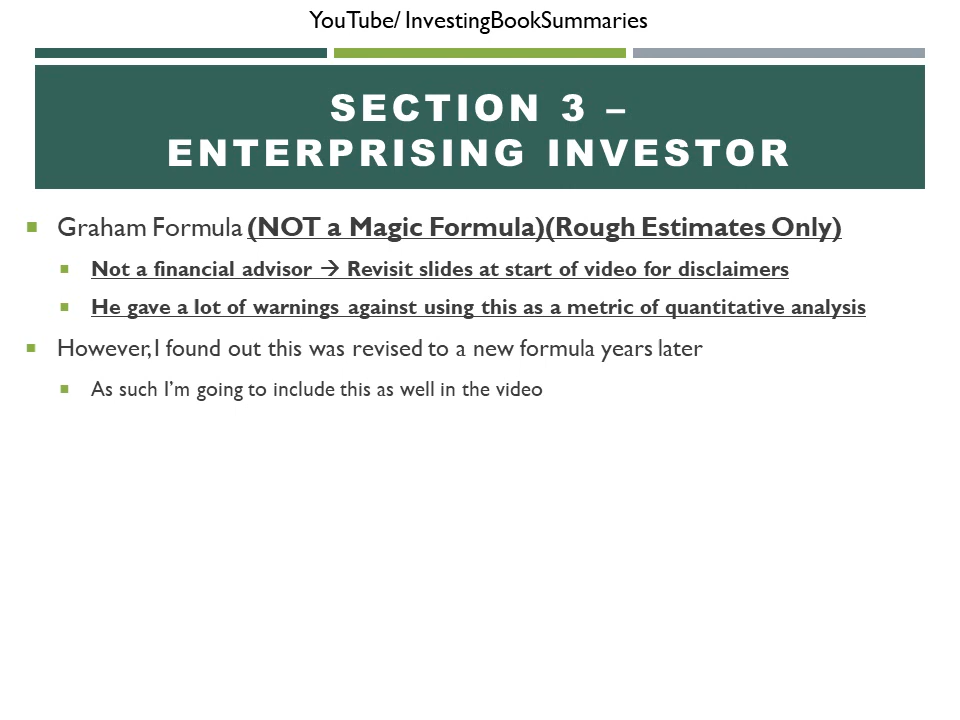 YouTube/ InvestingBookSummaries
SECTION 3 –
ENTERPRISING INVESTOR
Graham Formula (NOT a Magic Formula)(Rough Estimates Only)
Not a financial advisor → Revisit slides at start of video for disclaimers
He gave a lot of warnings against using this as a metric of quantitative analysis
However, I found out this was revised to a new formula years later
As such I'm going to include this as well in the video